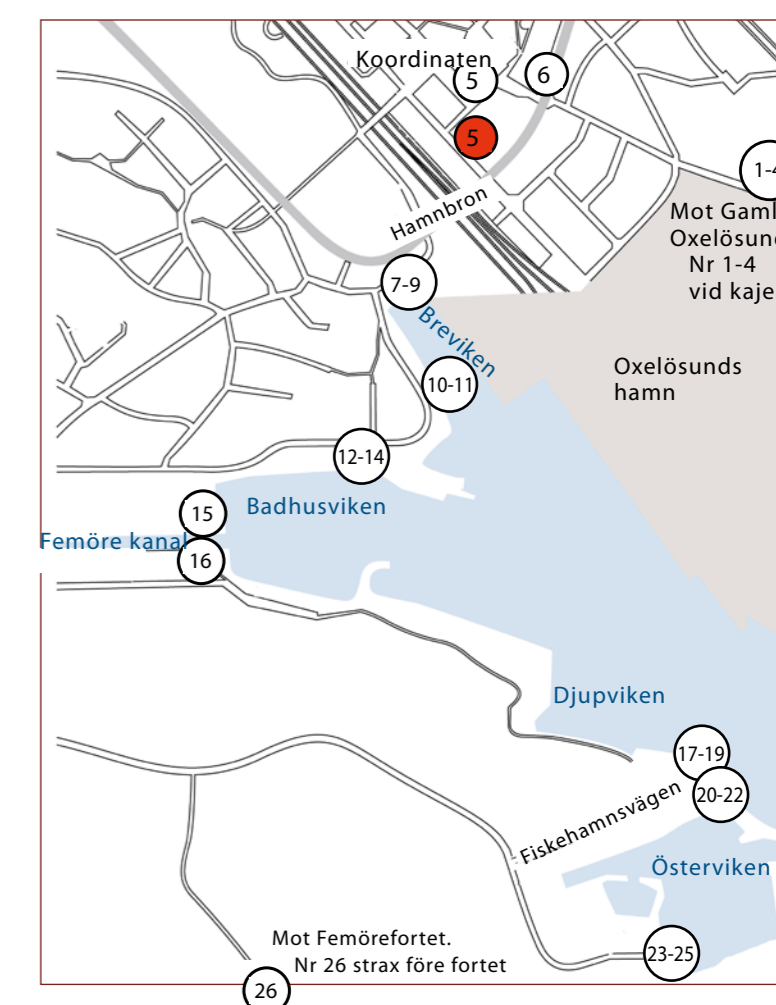 Koordinaten
5
6
5
1-4
Hamnbron
Mot Gaml
Oxelösund
Nr 1-4
vid kaje
7-9
Breviken
Oxelösunds
hamn
10-11
12-14
Badhusviken
15
Femöre kanal
16
Djupviken
17-19
20-22
Fiskehamnsvägen
Österviken
Mot Femörefortet.
Nr 26 strax före fortet
23-25
26